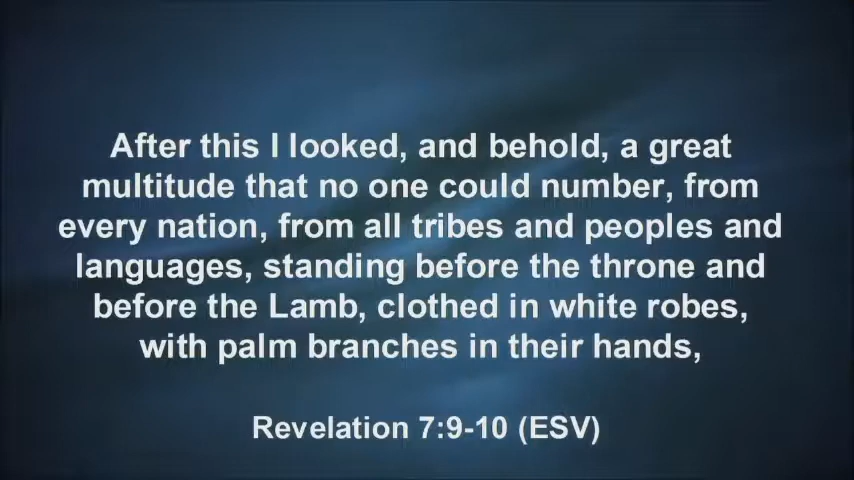 After this I looked, and behold, a great
multitude that no one could number, from
every nation, from all tribes and peoples and
languages, standing before the throne and
before the Lamb, clothed in white robes,
with palm branches in their hands,
Revelation 7:9-10 (ESV)